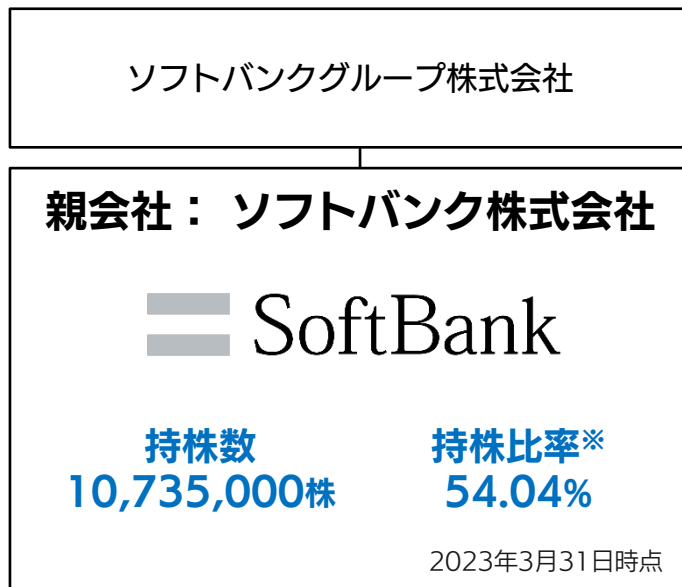 ソフトバンクグループ株式会社
親会社： ソフトバンク株式会社
SoftBank
持株数 持株比率※
10,735,000株 54.04%
2023年3月31日時点